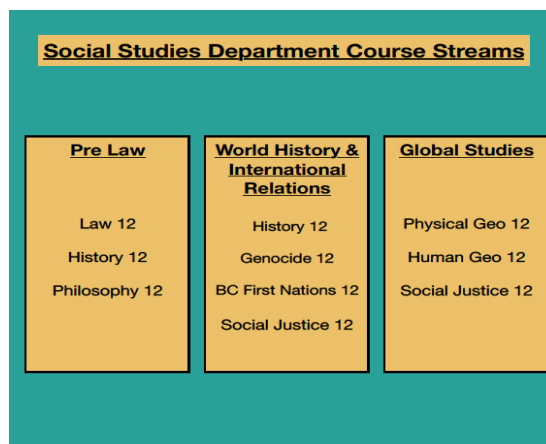 Social Studies Department Course Streams
Pre Law
Law 12
History 12
Philosophy 12
World History &
International
Relations
History 12
Genocide 12
BC First Nations 12
Social Justice 12
Global Studies
Physical Geo 12
Human Geo 12
Social Justice 12